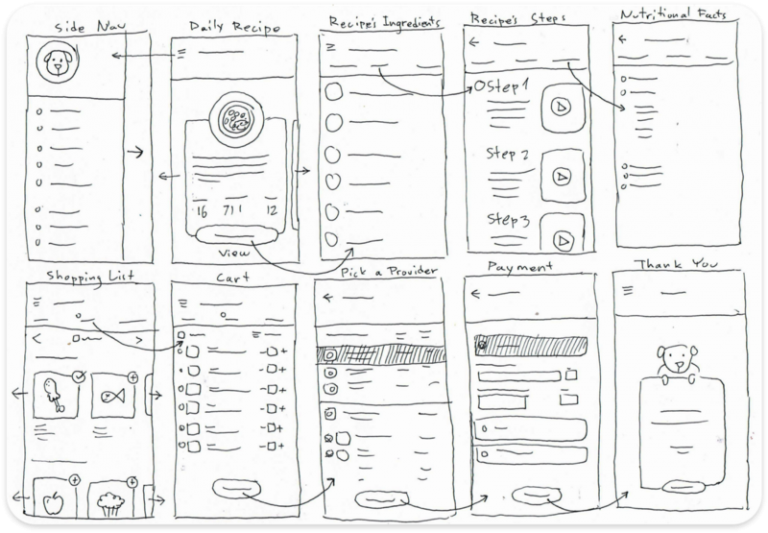 Side Nav
Daily Recipe
Recipe's Ingredients
Recipe's Steps
Nutritional Facts
Step 1
Step 2
Step 3
16 711 12
View
Shopping List
Cart
Pick a Provider
Payment
Thank You